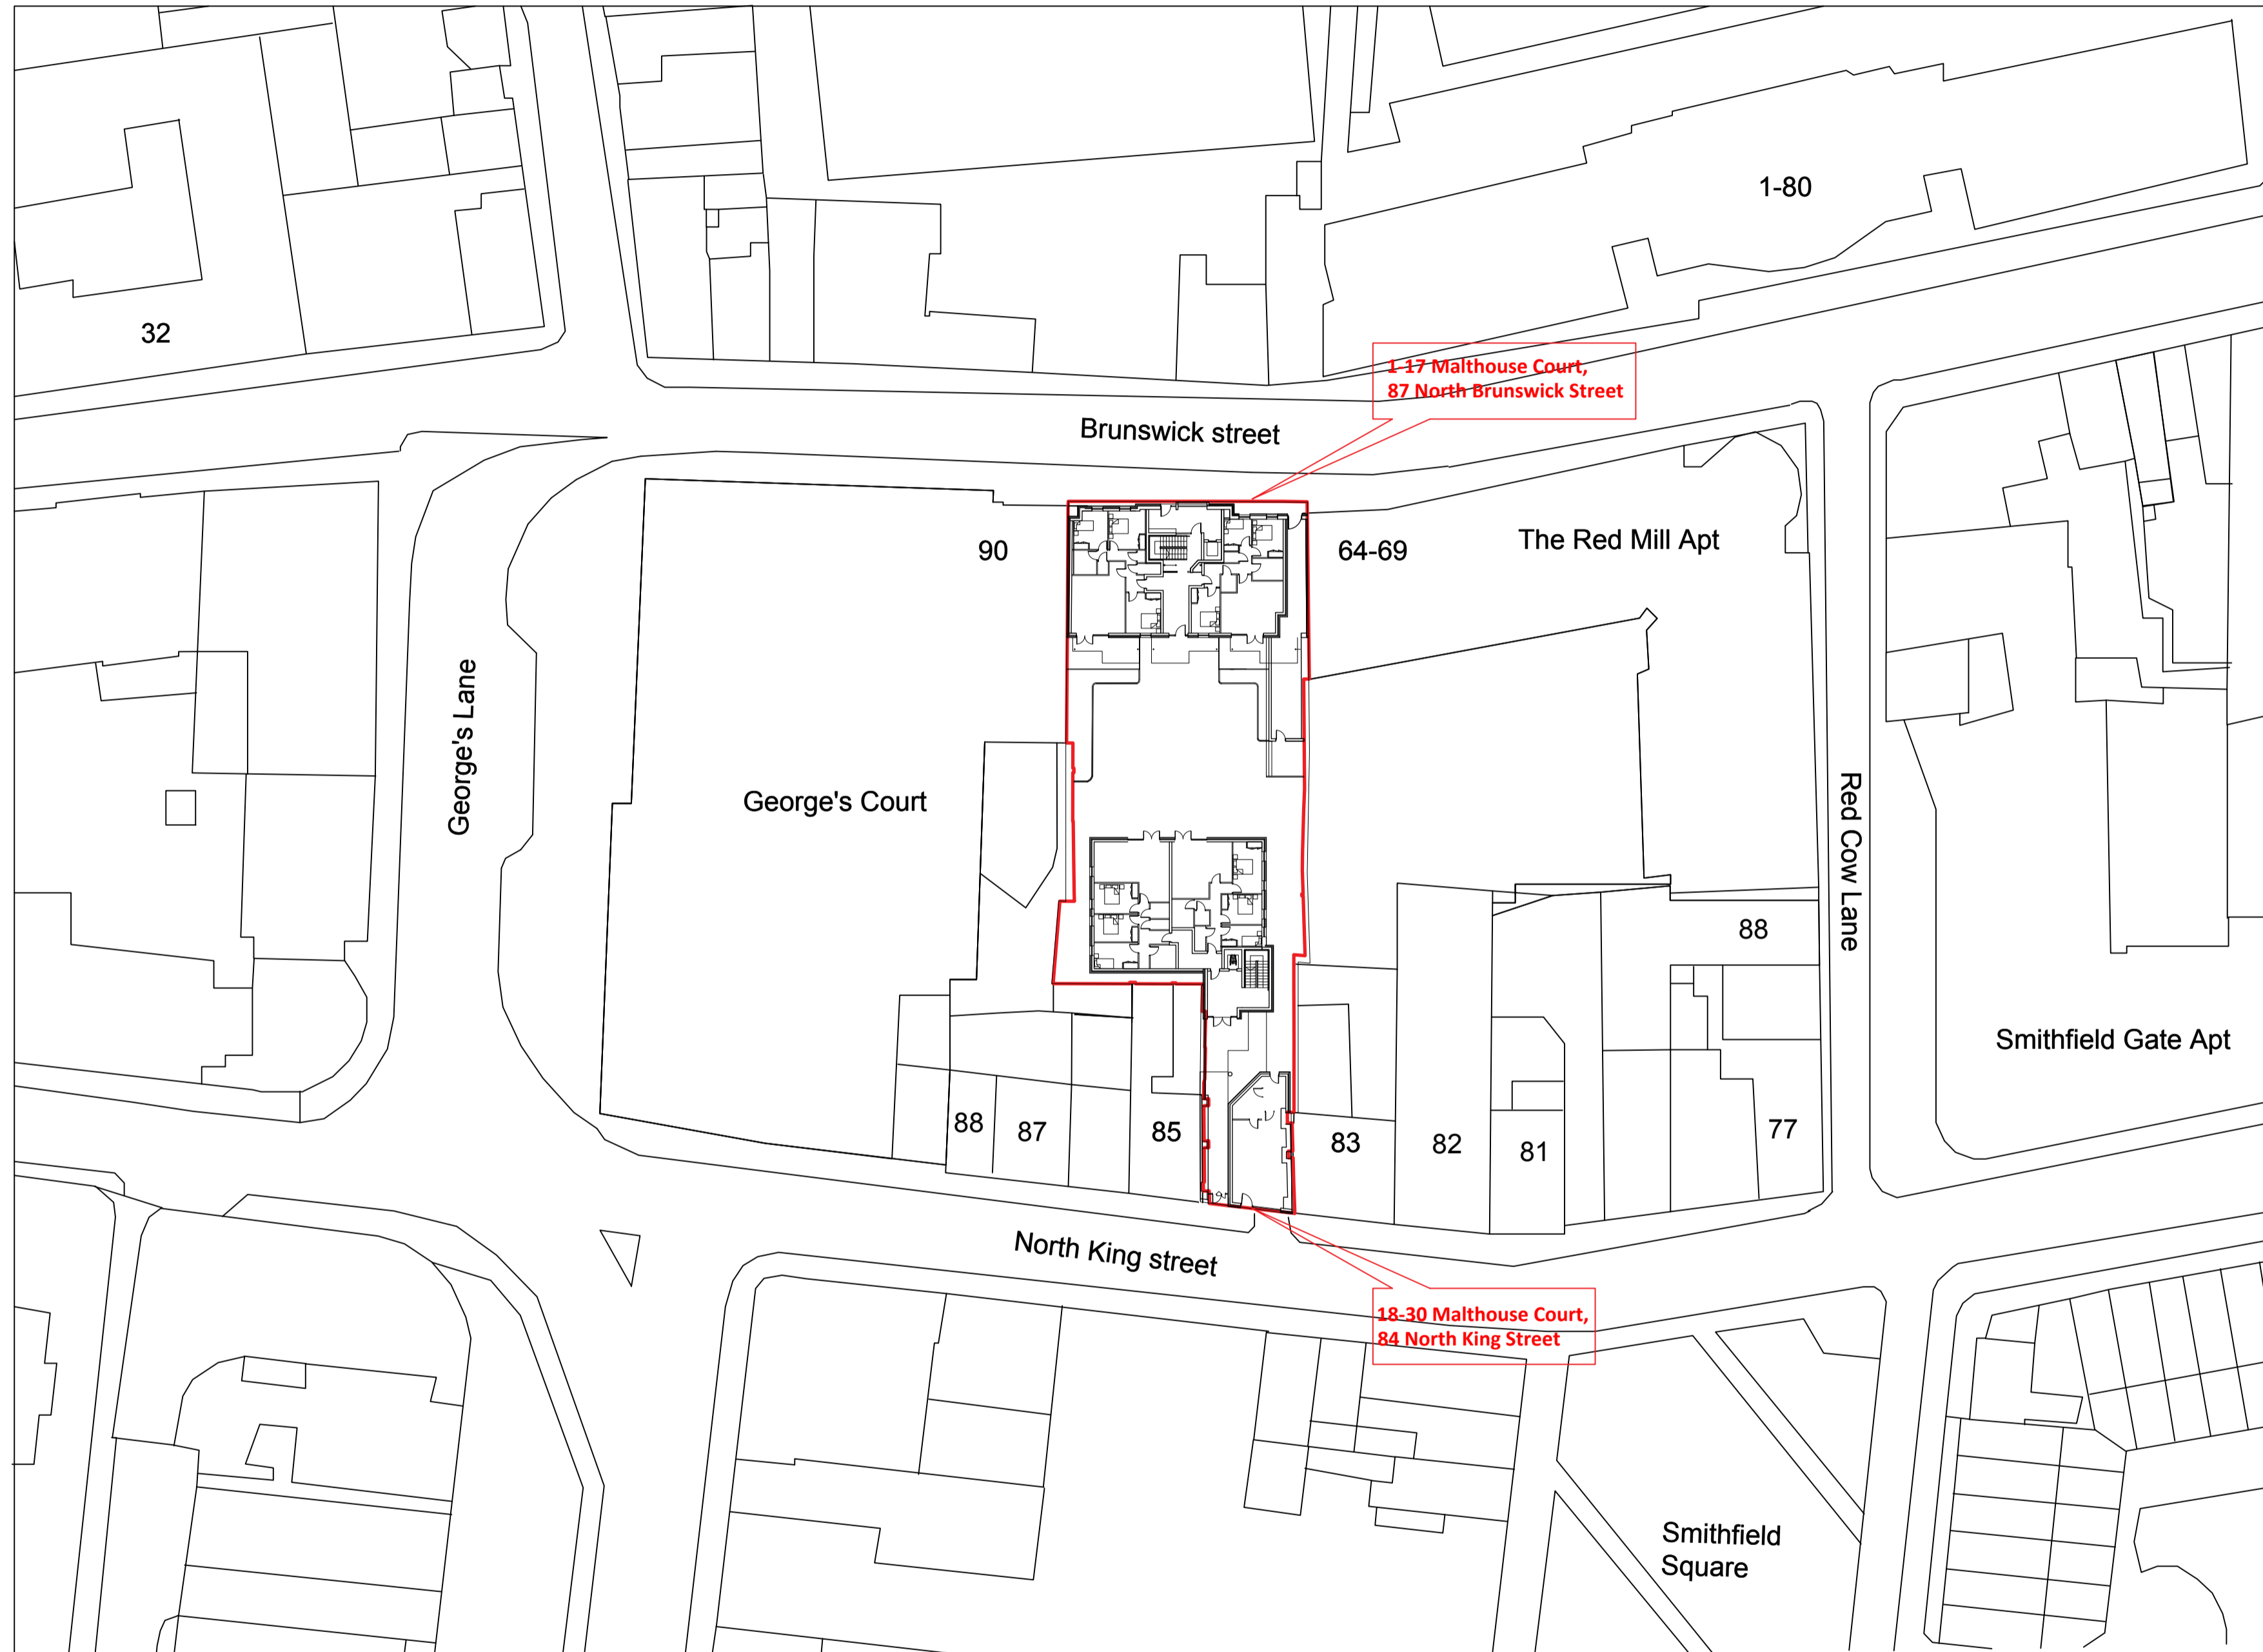 1-80
32
1-17 Malthouse Court,
87 North Brunswick Street
Brunswick street
90
64-69
The Red Mill Apt
George's Lane
George's Court
Red Cow Lane
88
Smithfield Gate Apt
88
87
85
83
82
81
77
North King street
18-30 Malthouse Court,
84 North King Street
Smithfield
Square